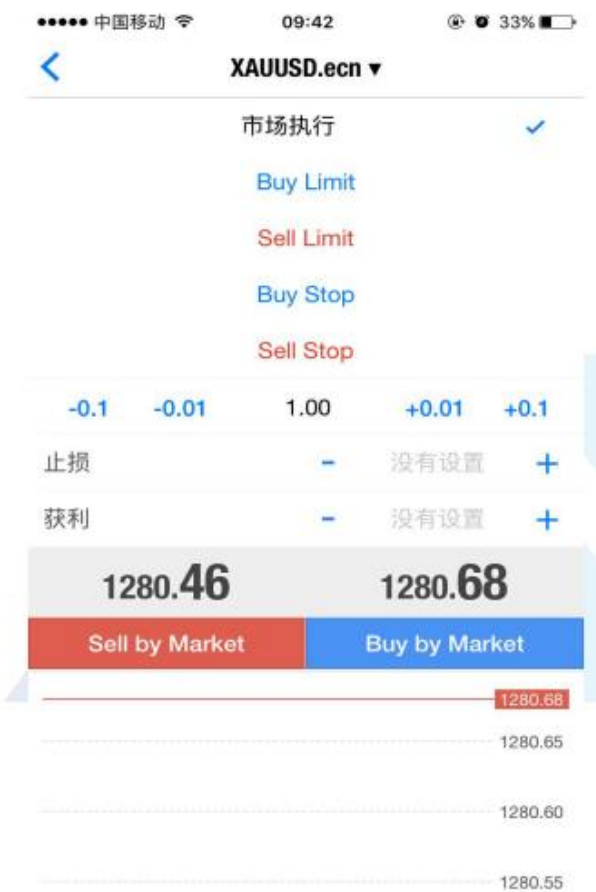 中国移动 09:42 33%
XAUUSD.ecn ▾
市场执行
Buy Limit
Sell Limit
Buy Stop
Sell Stop
-0.1 -0.01 1.00 +0.01 +0.1
止损 - 没有设置 +
获利 - 没有设置 +
1280.46 1280.68
Sell by Market Buy by Market
1280.68
1280.65
1280.60
1280.55